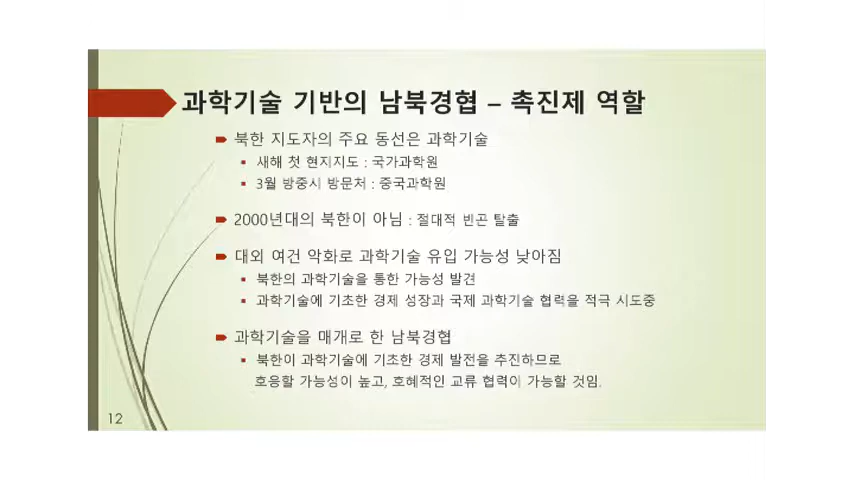 과학기술 기반의 남북경협 – 촉진제 역할
북한 지도자의 주요 동선은 과학기술
새해 첫 현지지도 : 국가과학원
3월 방중시 방문처 : 중국과학원
2000년대의 북한이 아님 : 절대적 빈곤 탈출
대외 여건 악화로 과학기술 유입 가능성 낮아짐
북한의 과학기술을 통한 가능성 발견
과학기술에 기초한 경제 성장과 국제 과학기술 협력을 적극 시도중
과학기술을 매개로 한 남북경협
북한이 과학기술에 기초한 경제 발전을 추진하므로
호응할 가능성이 높고, 호혜적인 교류 협력이 가능할 것임.
12